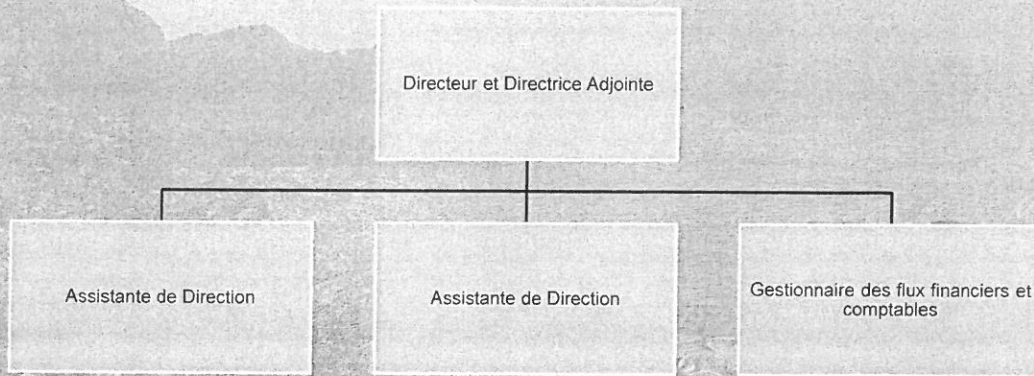 Directeur et Directrice Adjointe
Assistante de Direction
Assistante de Direction
Gestionnaire des flux financiers et
comptables